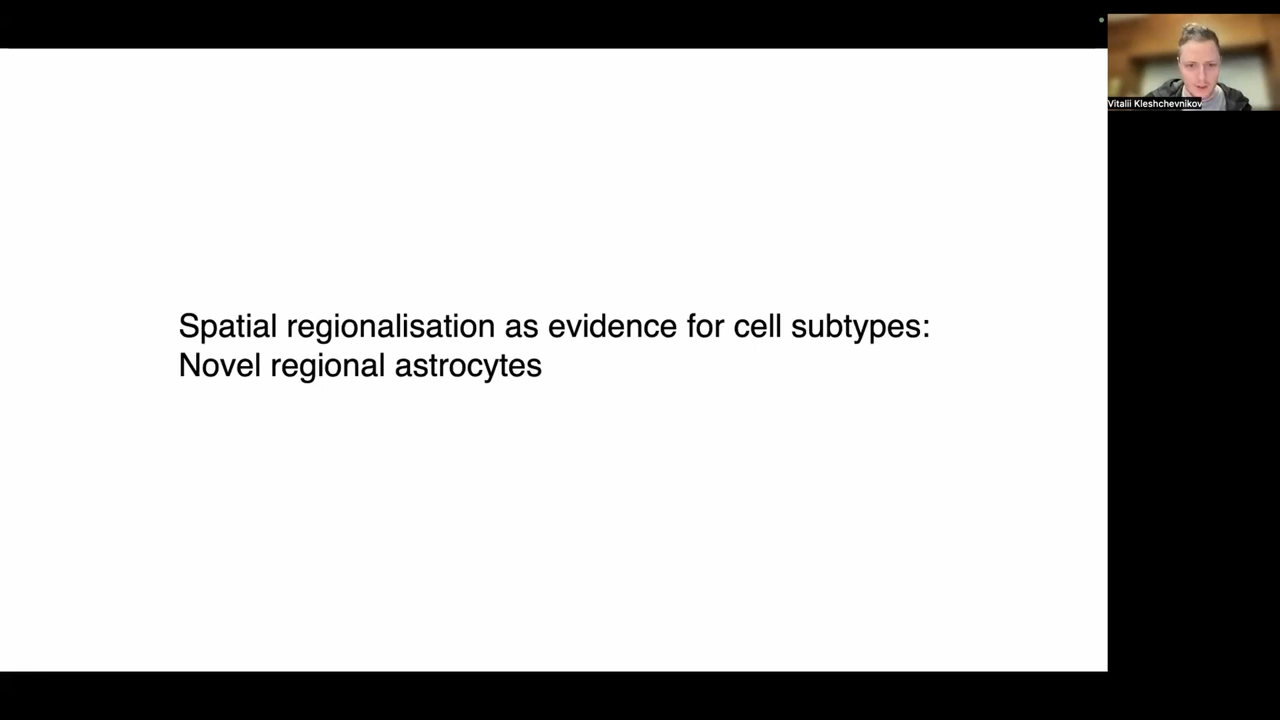 Spatial regionalisation as evidence for cell subtypes:
Novel regional astrocytes
Vitalii Kleshchevnikov